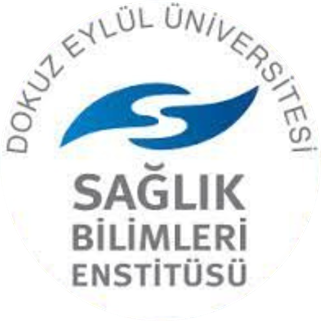 DOKUZ EYLÜL ÜNİVERSİTESİ
SAĞLIK
BİLİMLERİ
ENSTİTÜSÜ